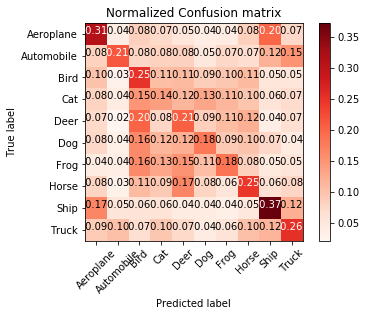 Normalized Confusion matrix
True label
Aeroplane 0.31 0.04 0.08 0.07 0.05 0.04 0.04 0.08 0.20 0.07
Automobile 0.08 0.21 0.08 0.08 0.08 0.05 0.07 0.07 0.12 0.15
Bird 0.10 0.03 0.25 0.11 0.11 0.09 0.10 0.11 0.05 0.05
Cat 0.08 0.04 0.15 0.14 0.12 0.13 0.11 0.10 0.06 0.07
Deer 0.07 0.02 0.20 0.08 0.21 0.09 0.11 0.12 0.04 0.07
Dog 0.08 0.04 0.16 0.12 0.12 0.18 0.09 0.10 0.07 0.04
Frog 0.04 0.04 0.16 0.13 0.15 0.11 0.18 0.08 0.05 0.05
Horse 0.08 0.03 0.11 0.09 0.17 0.08 0.06 0.25 0.06 0.08
Ship 0.17 0.05 0.06 0.06 0.04 0.04 0.04 0.04 0.37 0.12
Truck 0.09 0.10 0.07 0.10 0.07 0.04 0.06 0.10 0.12 0.26
Aeroplane Automobile Bird Cat Deer Dog Frog Horse Ship Truck
Predicted label
0.35
0.30
0.25
0.20
0.15
0.10
0.05